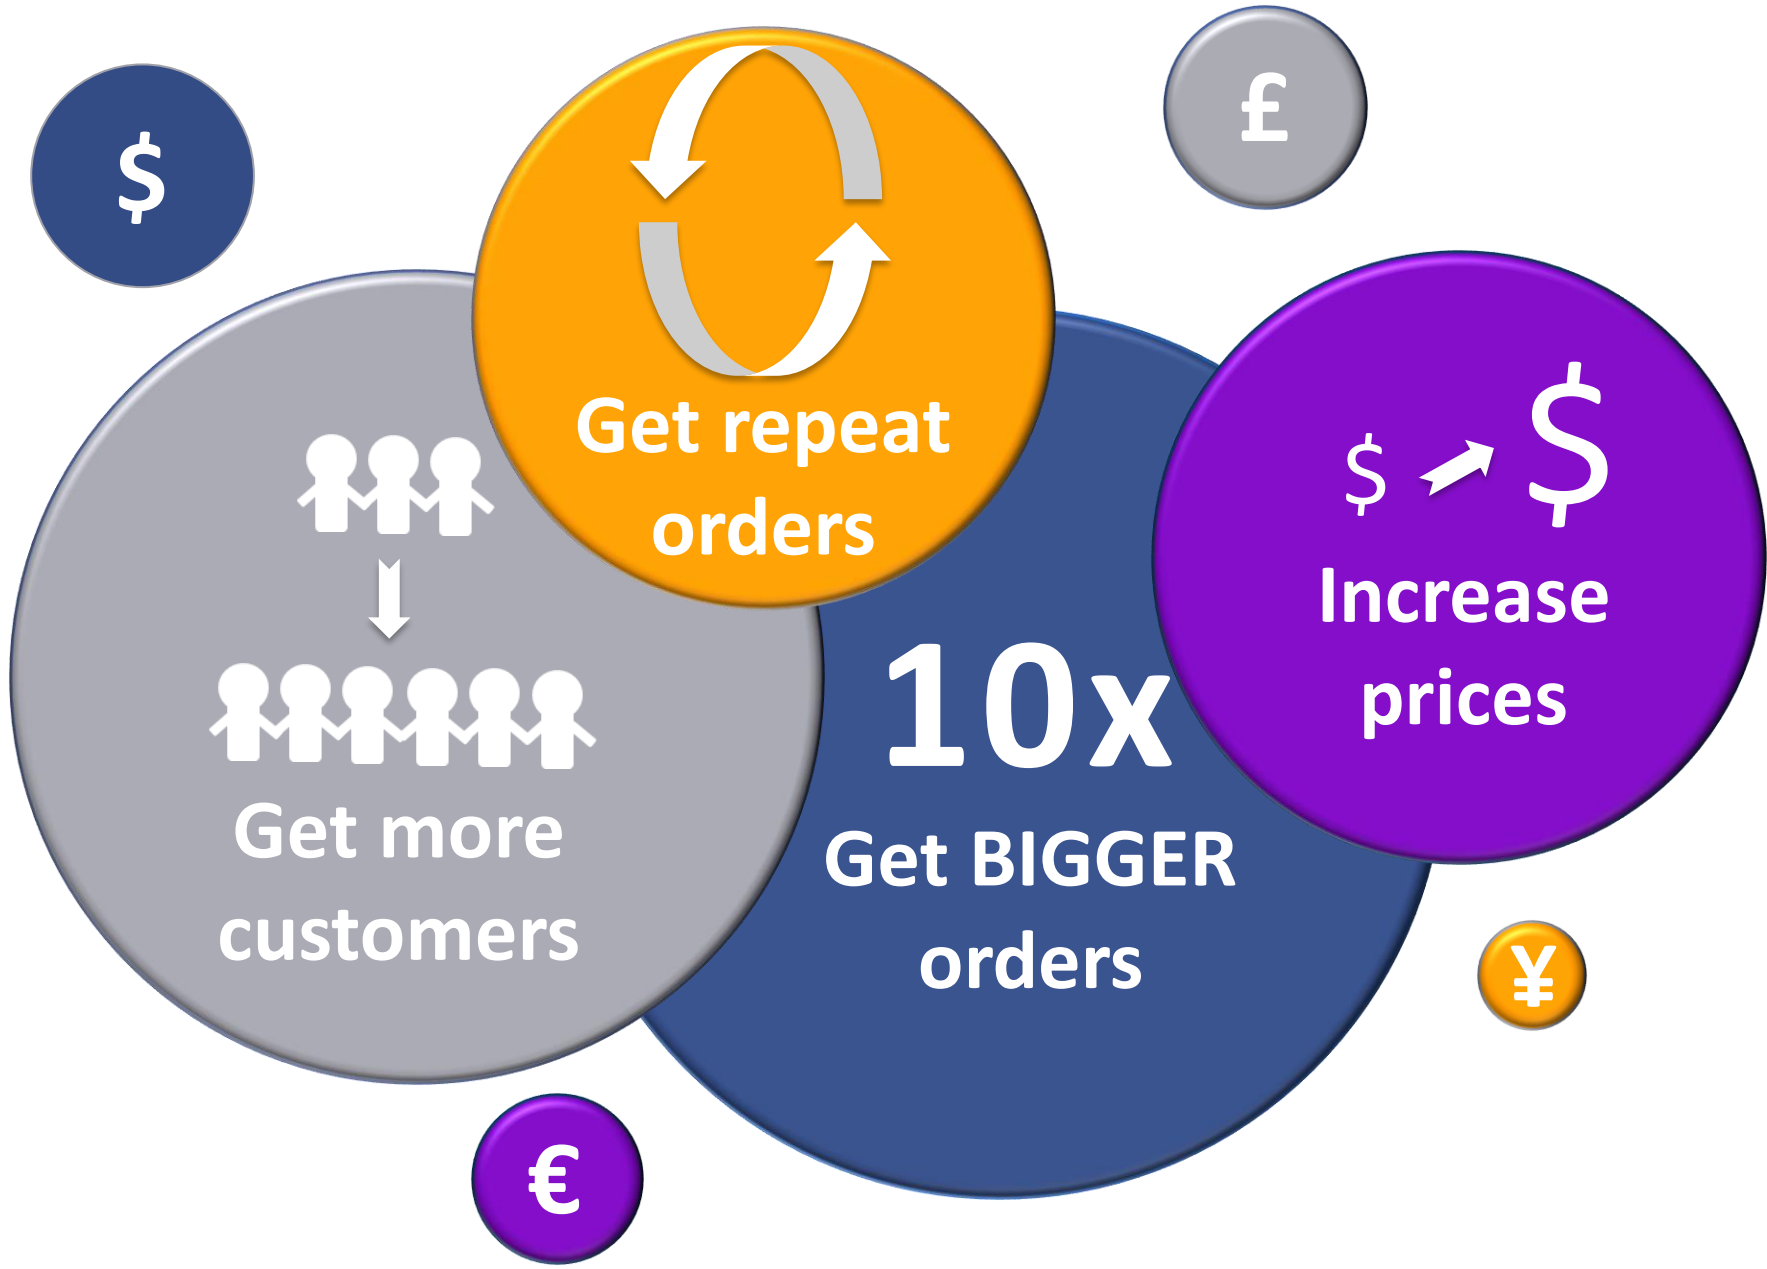 $
£
Get repeat
orders
$ $
Increase
prices
10x
Get BIGGER
orders
Get more
customers
¥
€